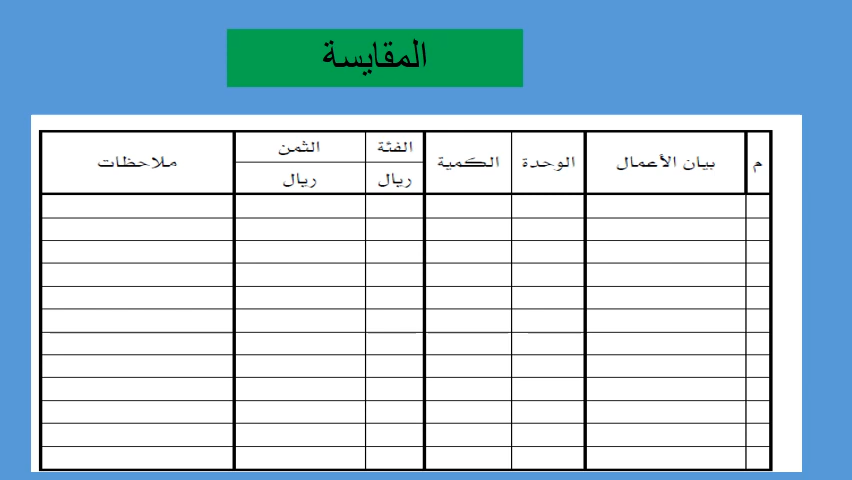 المقايسة
م بيان الأعمال الوحدة الكمية الفئة الثمن ملاحظات
ريال ريال